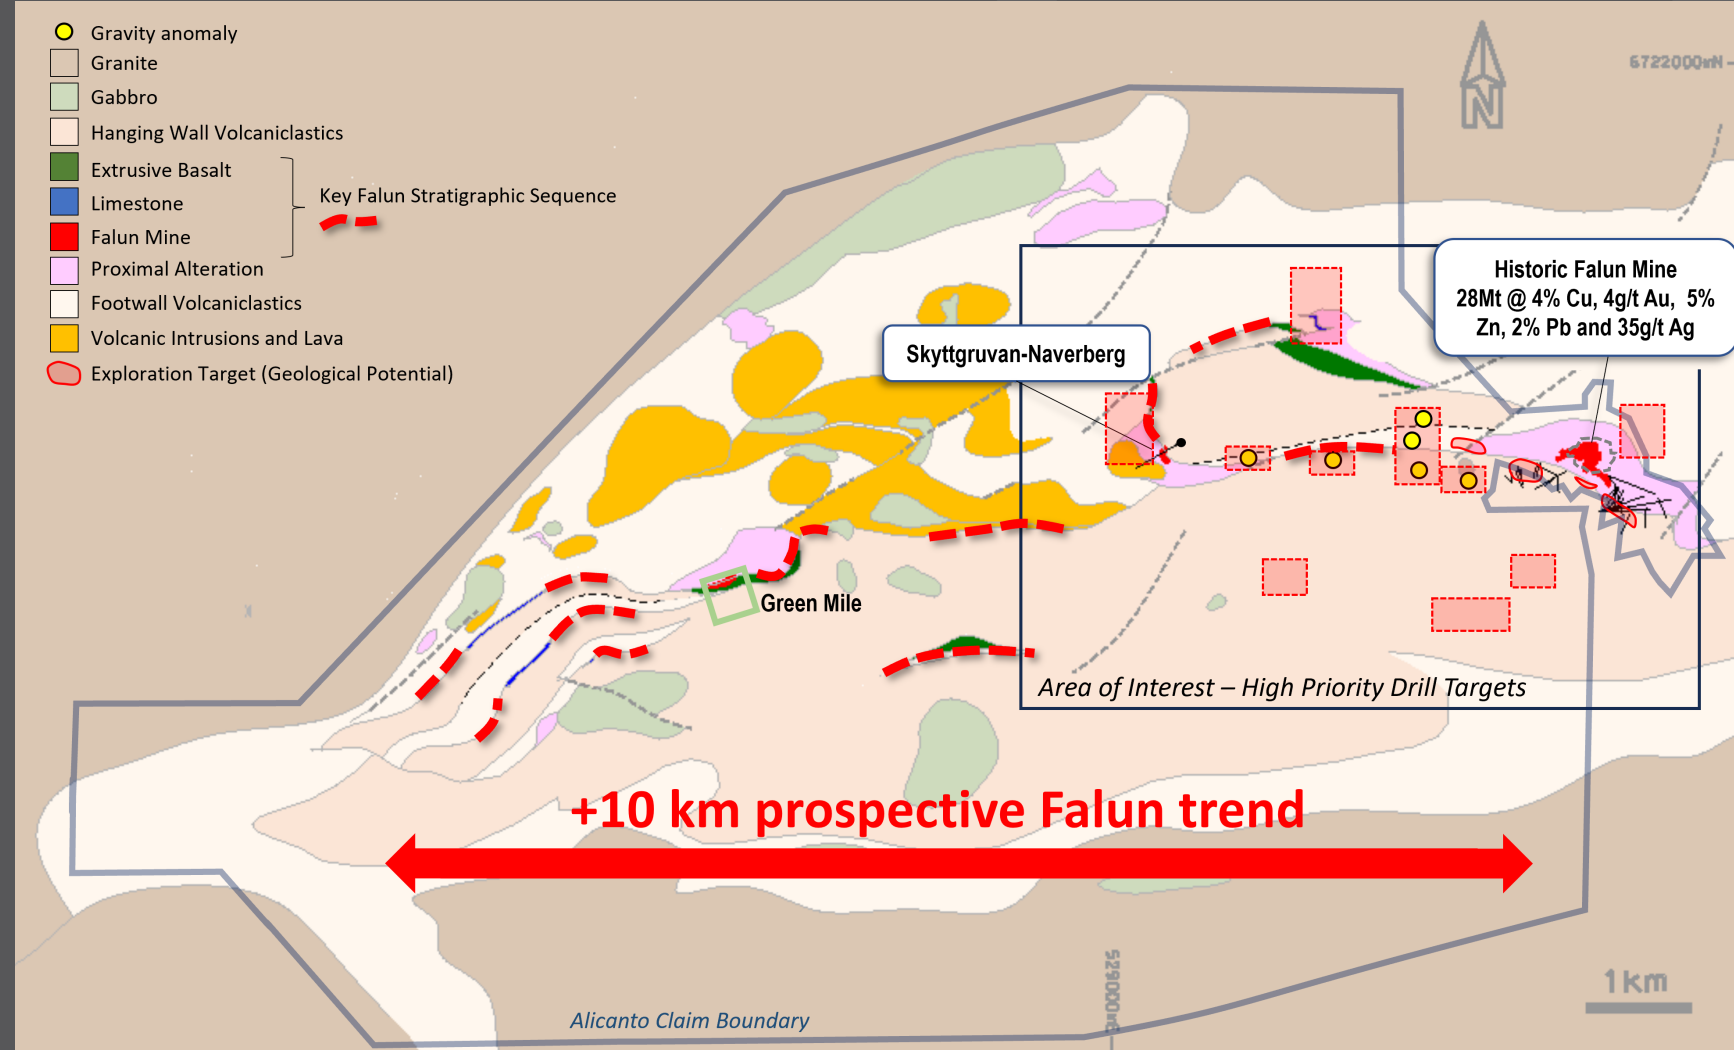 Gravity anomaly
Granite
Gabbro
Hanging Wall Volcaniclastics
Extrusive Basalt
Limestone
Falun Mine
Key Falun Stratigraphic Sequence
Proximal Alteration
Footwall Volcaniclastics
Volcanic Intrusions and Lava
Exploration Target (Geological Potential)
N
6722000mN
Historic Falun Mine
28Mt @ 4% Cu, 4g/t Au, 5%
Zn, 2% Pb and 35g/t Ag
Skyttgruvan-Naverberg
Green Mile
Area of Interest – High Priority Drill Targets
+10 km prospective Falun trend
529000mE
1km
Alicanto Claim Boundary